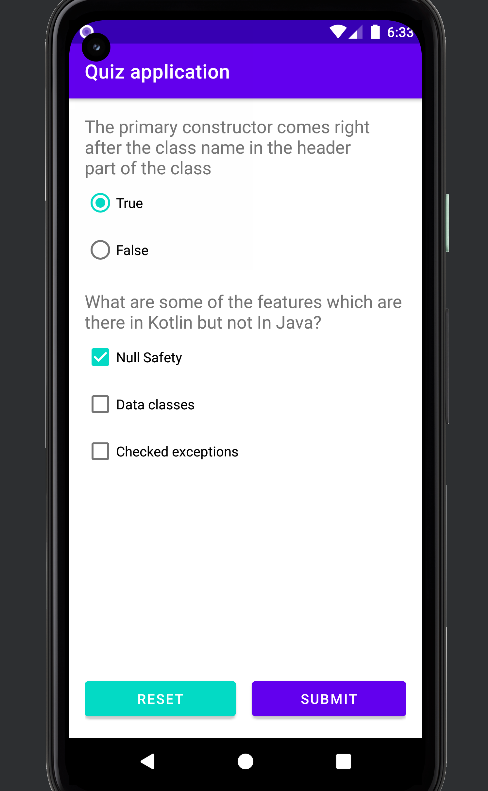 6:33
Quiz application
The primary constructor comes right
after the class name in the header
part of the class
True
False
What are some of the features which are
there in Kotlin but not In Java?
Null Safety
Data classes
Checked exceptions
RESET SUBMIT